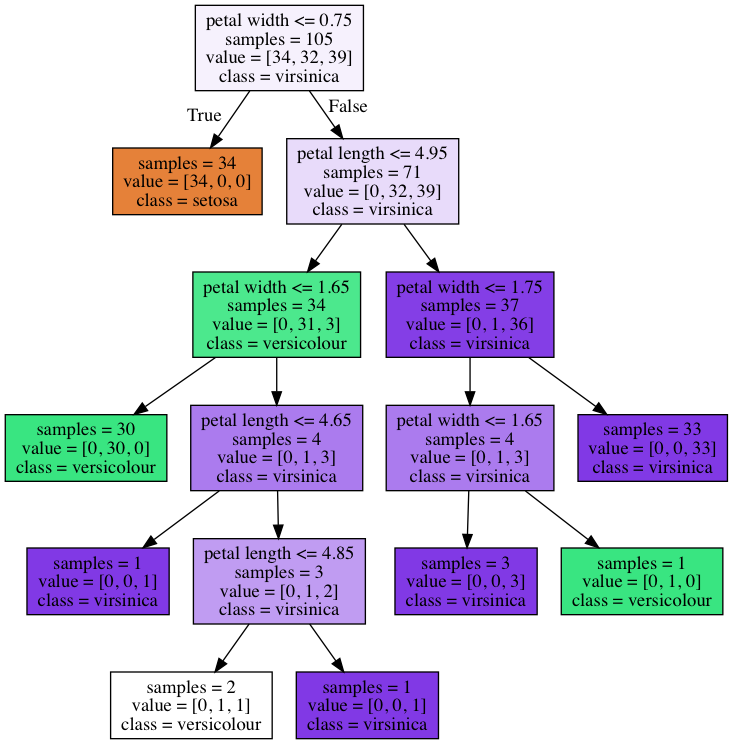 petal width <= 0.75
samples = 105
value = [34, 32, 39]
class = virsinica
True
False
samples = 34
value = [34, 0, 0]
class = setosa
petal length <= 4.95
samples = 71
value = [0, 32, 39]
class = virsinica
petal width <= 1.65
samples = 34
value = [0, 31, 3]
class = versicolour
petal width <= 1.75
samples = 37
value = [0, 1, 36]
class = virsinica
samples = 30
value = [0, 30, 0]
class = versicolour
petal length <= 4.65
samples = 4
value = [0, 1, 3]
class = virsinica
petal width <= 1.65
samples = 4
value = [0, 1, 3]
class = virsinica
samples = 33
value = [0, 0, 33]
class = virsinica
samples = 1
value = [0, 0, 1]
class = virsinica
petal length <= 4.85
samples = 3
value = [0, 1, 2]
class = virsinica
samples = 3
value = [0, 0, 3]
class = virsinica
samples = 1
value = [0, 1, 0]
class = versicolour
samples = 2
value = [0, 1, 1]
class = versicolour
samples = 1
value = [0, 0, 1]
class = virsinica